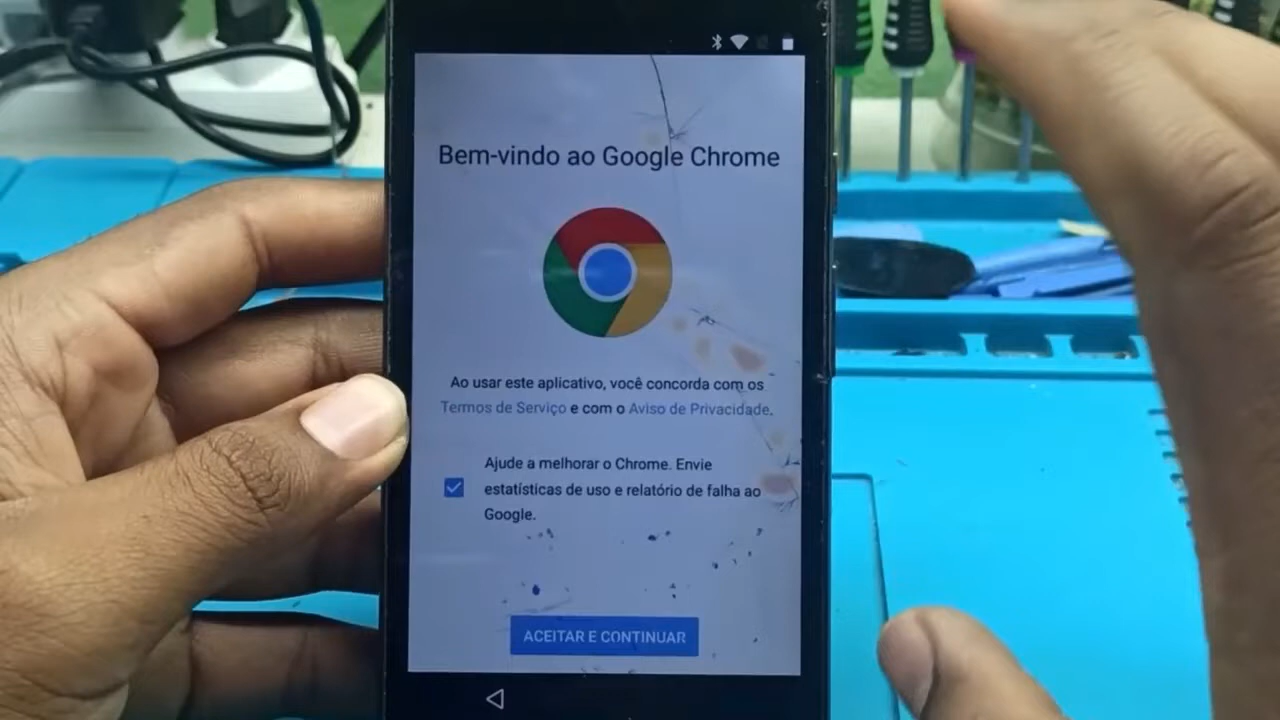 Bem-vindo ao Google Chrome
Ao usar este aplicativo, você concorda com os
Termos de Serviço e com o Aviso de Privacidade.
Ajude a melhorar o Chrome. Envie
estatísticas de uso e relatório de falha ao
Google.
ACEITAR E CONTINUAR